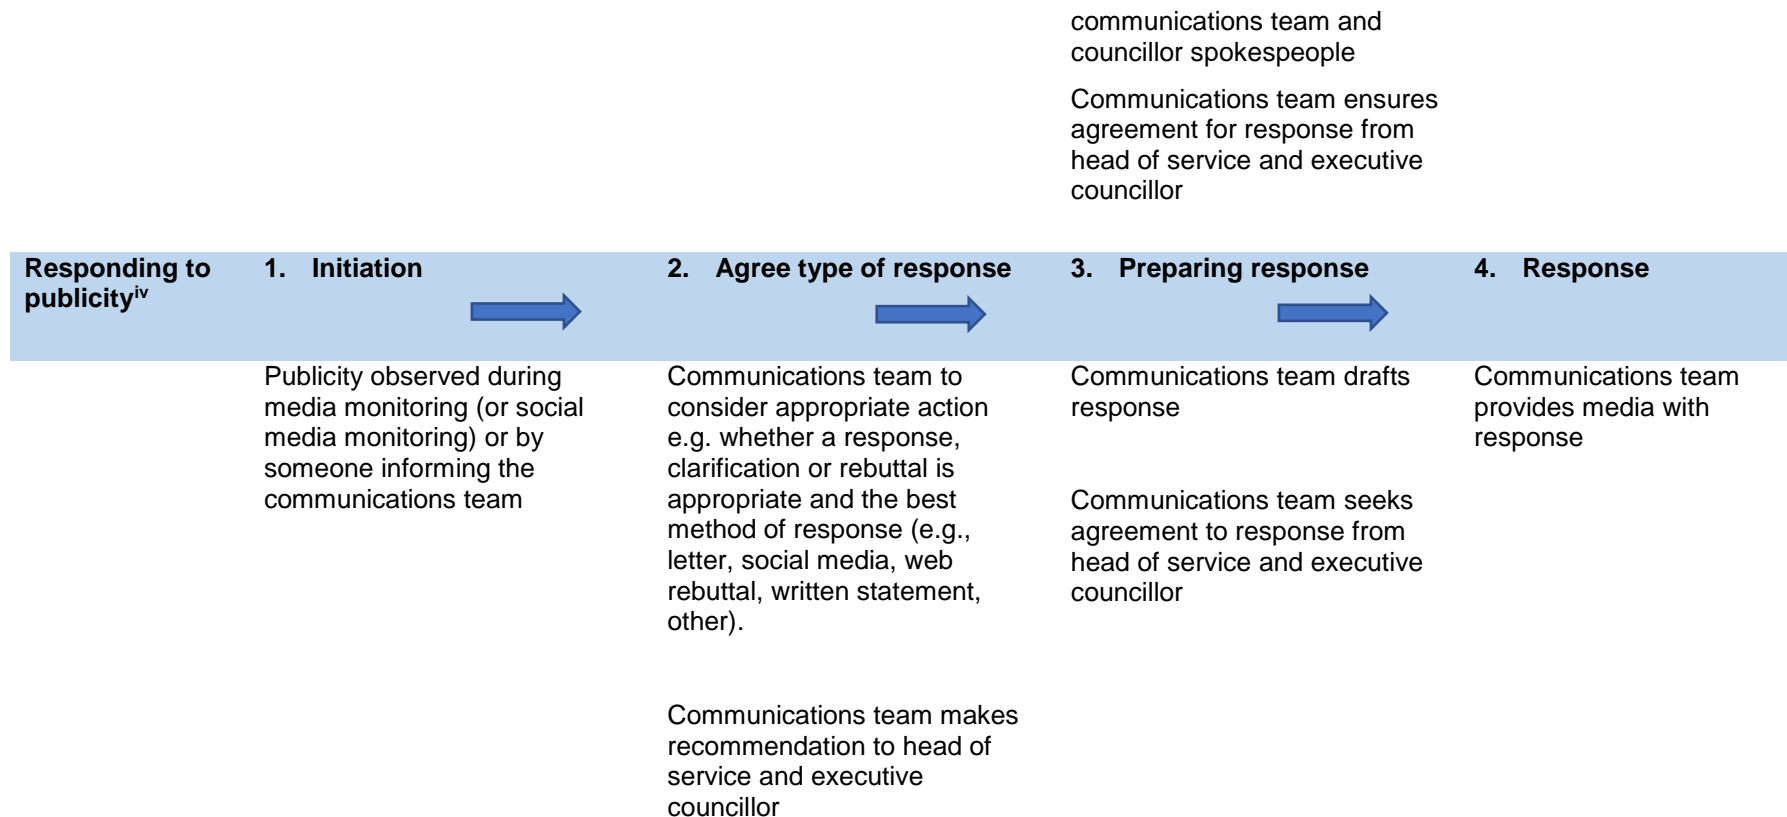 communications team and
councillor spokespeople
Communications team ensures
agreement for response from
head of service and executive
councillor
Responding to
publicityiv
1. Initiation
2. Agree type of response
3. Preparing response
4. Response
Publicity observed during
media monitoring (or social
media monitoring) or by
someone informing the
communications team
Communications team to
consider appropriate action
e.g. whether a response,
clarification or rebuttal is
appropriate and the best
method of response (e.g.,
letter, social media, web
rebuttal, written statement,
other).
Communications team makes
recommendation to head of
service and executive
councillor
Communications team drafts
response
Communications team seeks
agreement to response from
head of service and executive
councillor
Communications team
provides media with
response